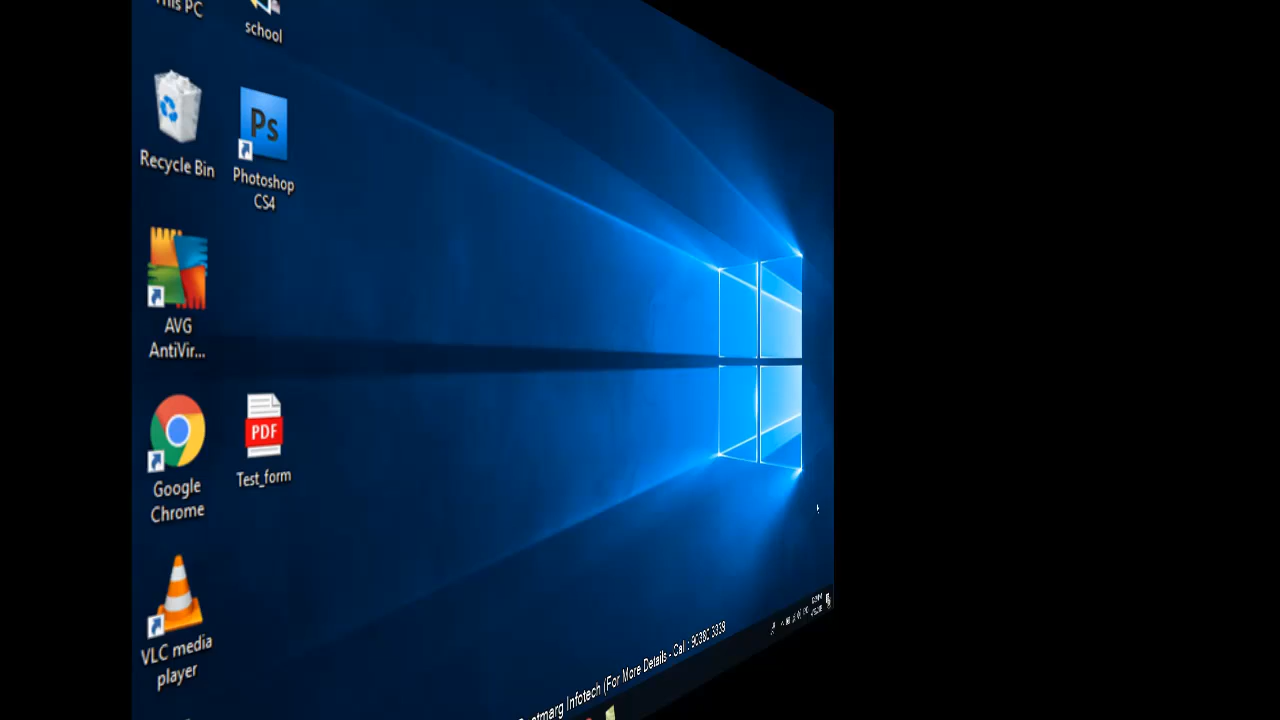 This PC
school
Recycle Bin
Ps
Photoshop
CS4
AVG
AntiVir...
PDF
Google
Chrome
Test_form
VLC media
player
Infotech (For More Details - Call :